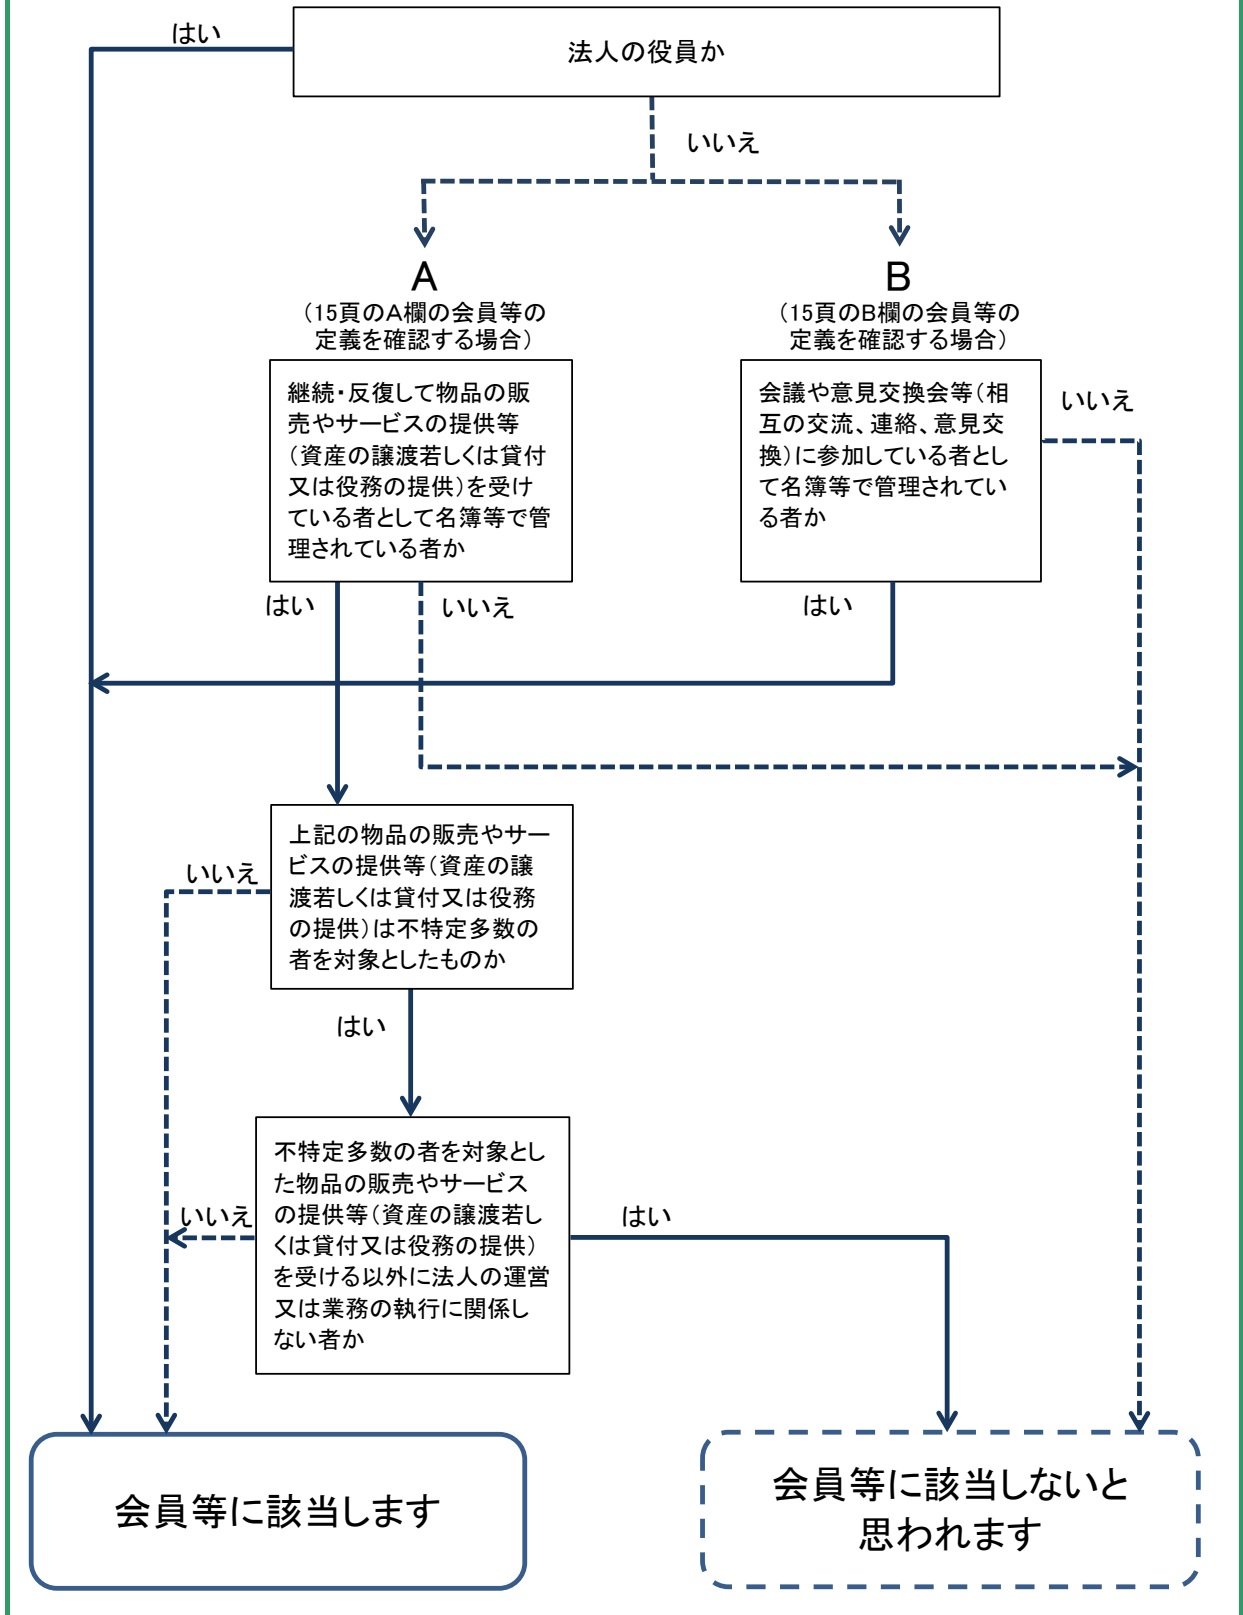 はい
法人の役員か
いいえ
A
（15頁のA欄の会員等の
定義を確認する場合）
B
（15頁のB欄の会員等の
定義を確認する場合）
継続・反復して物品の販
売やサービスの提供等
（資産の譲渡若しくは貸付
又は役務の提供）を受け
ている者として名簿等で管
理されている者か
会議や意見交換会等（相
互の交流、連絡、意見交
換）に参加している者とし
て名簿等で管理されてい
る者か
いいえ
はい
いいえ
はい
上記の物品の販売やサー
ビスの提供等（資産の譲
渡若しくは貸付又は役務
の提供）は不特定多数の
者を対象としたものか
いいえ
はい
不特定多数の者を対象とし
た物品の販売やサービス
の提供等（資産の譲渡若し
くは貸付又は役務の提供）
を受ける以外に法人の運営
又は業務の執行に関係し
ない者か
いいえ
はい
会員等に該当します
会員等に該当しないと
思われます